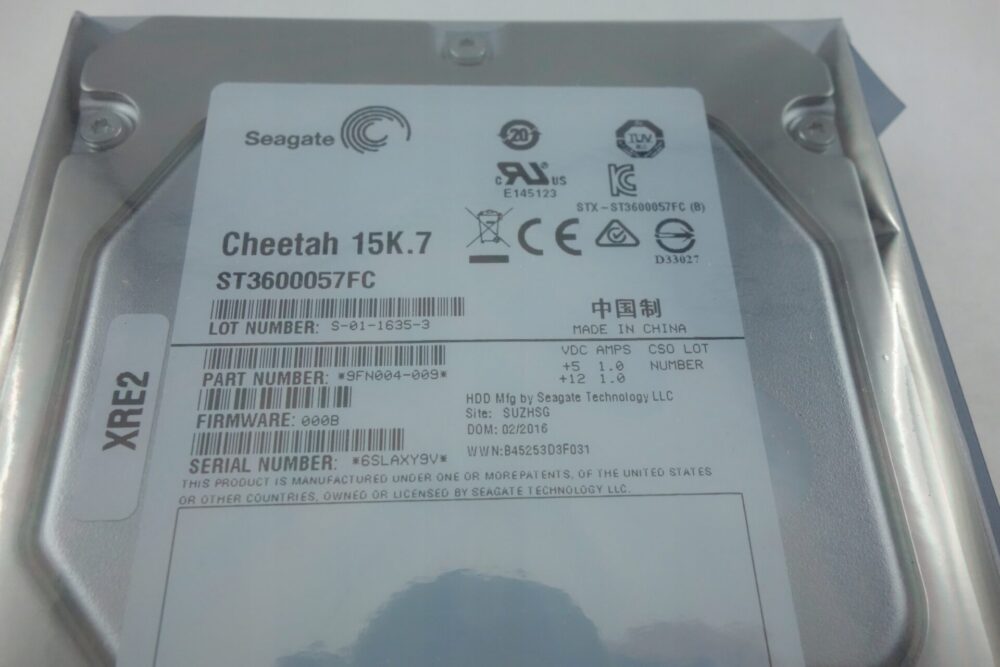 Seagate
20
TUV
c RU US
E145123
STX-ST3600057FC (B)
Cheetah 15K.7
ST3600057FC
CE
D33027
LOT NUMBER: S-01-1635-3
中国制
MADE IN CHINA
PART NUMBER: *9FN004-009*
VDC AMPS CSO LOT
+5 1.0 NUMBER
+12 1.0
FIRMWARE: 000B
HDD Mfg by Seagate Technology LLC
Site: SUZHSG
DOM: 02/2016
SERIAL NUMBER: *6SLAXY9V*
WWN:B45253D3F031
THIS PRODUCT IS MANUFACTURED UNDER ONE OR MOREPATENTS, OF THE UNITED STATES
OR OTHER COUNTRIES, OWNED OR LICENSED BY SEAGATE TECHNOLOGY LLC.
XRE2